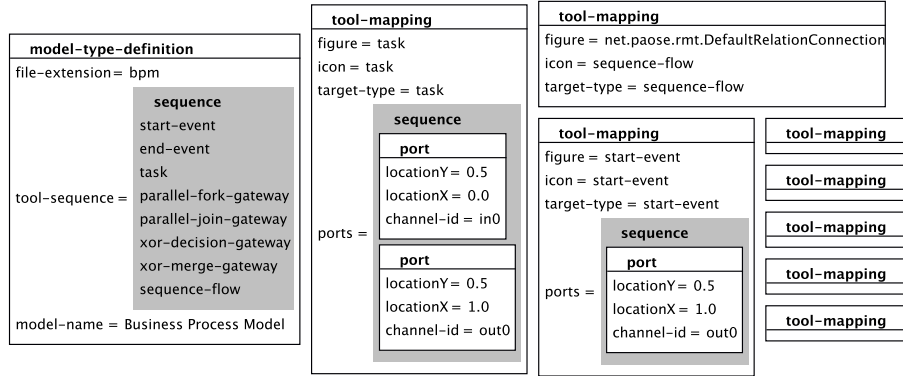 model-type-definition
file-extension= bpm
tool-sequence =
sequence
start-event
end-event
task
parallel-fork-gateway
parallel-join-gateway
xor-decision-gateway
xor-merge-gateway
sequence-flow
model-name = Business Process Model
tool-mapping
figure = task
icon = task
target-type = task
ports =
sequence
port
locationY= 0.5
locationX= 0.0
channel-id = in0
port
locationY= 0.5
locationX= 1.0
channel-id = out0
tool-mapping
figure = net.paose.rmt.DefaultRelationConnection
icon = sequence-flow
target-type = sequence-flow
tool-mapping
figure = start-event
icon = start-event
target-type = start-event
ports =
sequence
port
locationY= 0.5
locationX= 1.0
channel-id = out0
tool-mapping
tool-mapping
tool-mapping
tool-mapping
tool-mapping